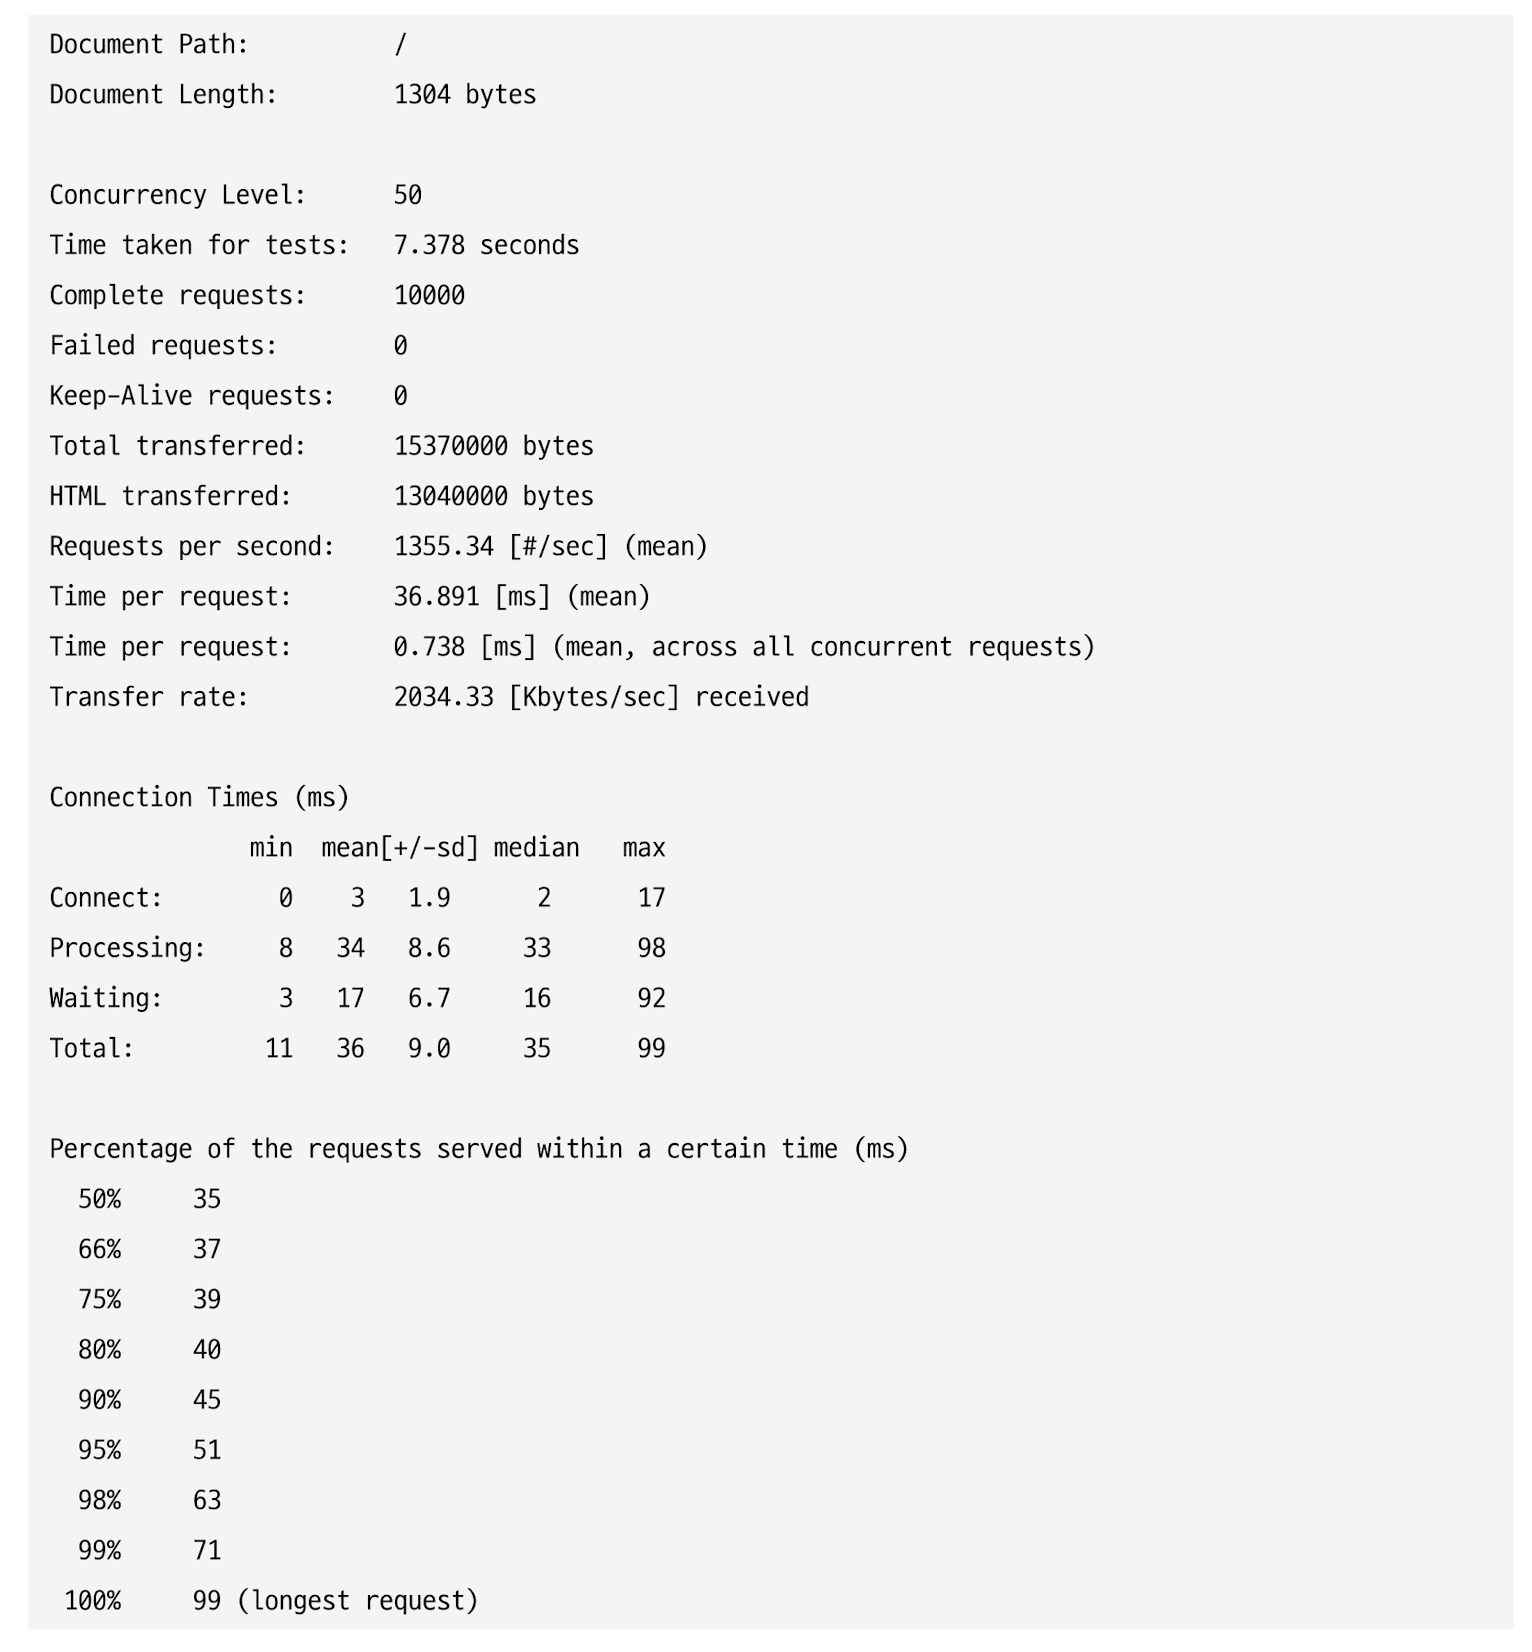 Document Path:          /
Document Length:        1304 bytes

Concurrency Level:      50
Time taken for tests:   7.378 seconds
Complete requests:      10000
Failed requests:        0
Keep-Alive requests:    0
Total transferred:      15370000 bytes
HTML transferred:       13040000 bytes
Requests per second:    1355.34 [#/sec] (mean)
Time per request:       36.891 [ms] (mean)
Time per request:       0.738 [ms] (mean, across all concurrent requests)
Transfer rate:          2034.33 [Kbytes/sec] received

Connection Times (ms)
              min  mean[+/-sd] median   max
Connect:        0    3   1.9      2      17
Processing:     8   34   8.6     33      98
Waiting:        3   17   6.7     16      92
Total:         11   36   9.0     35      99

Percentage of the requests served within a certain time (ms)
  50%     35
  66%     37
  75%     39
  80%     40
  90%     45
  95%     51
  98%     63
  99%     71
 100%     99 (longest request)